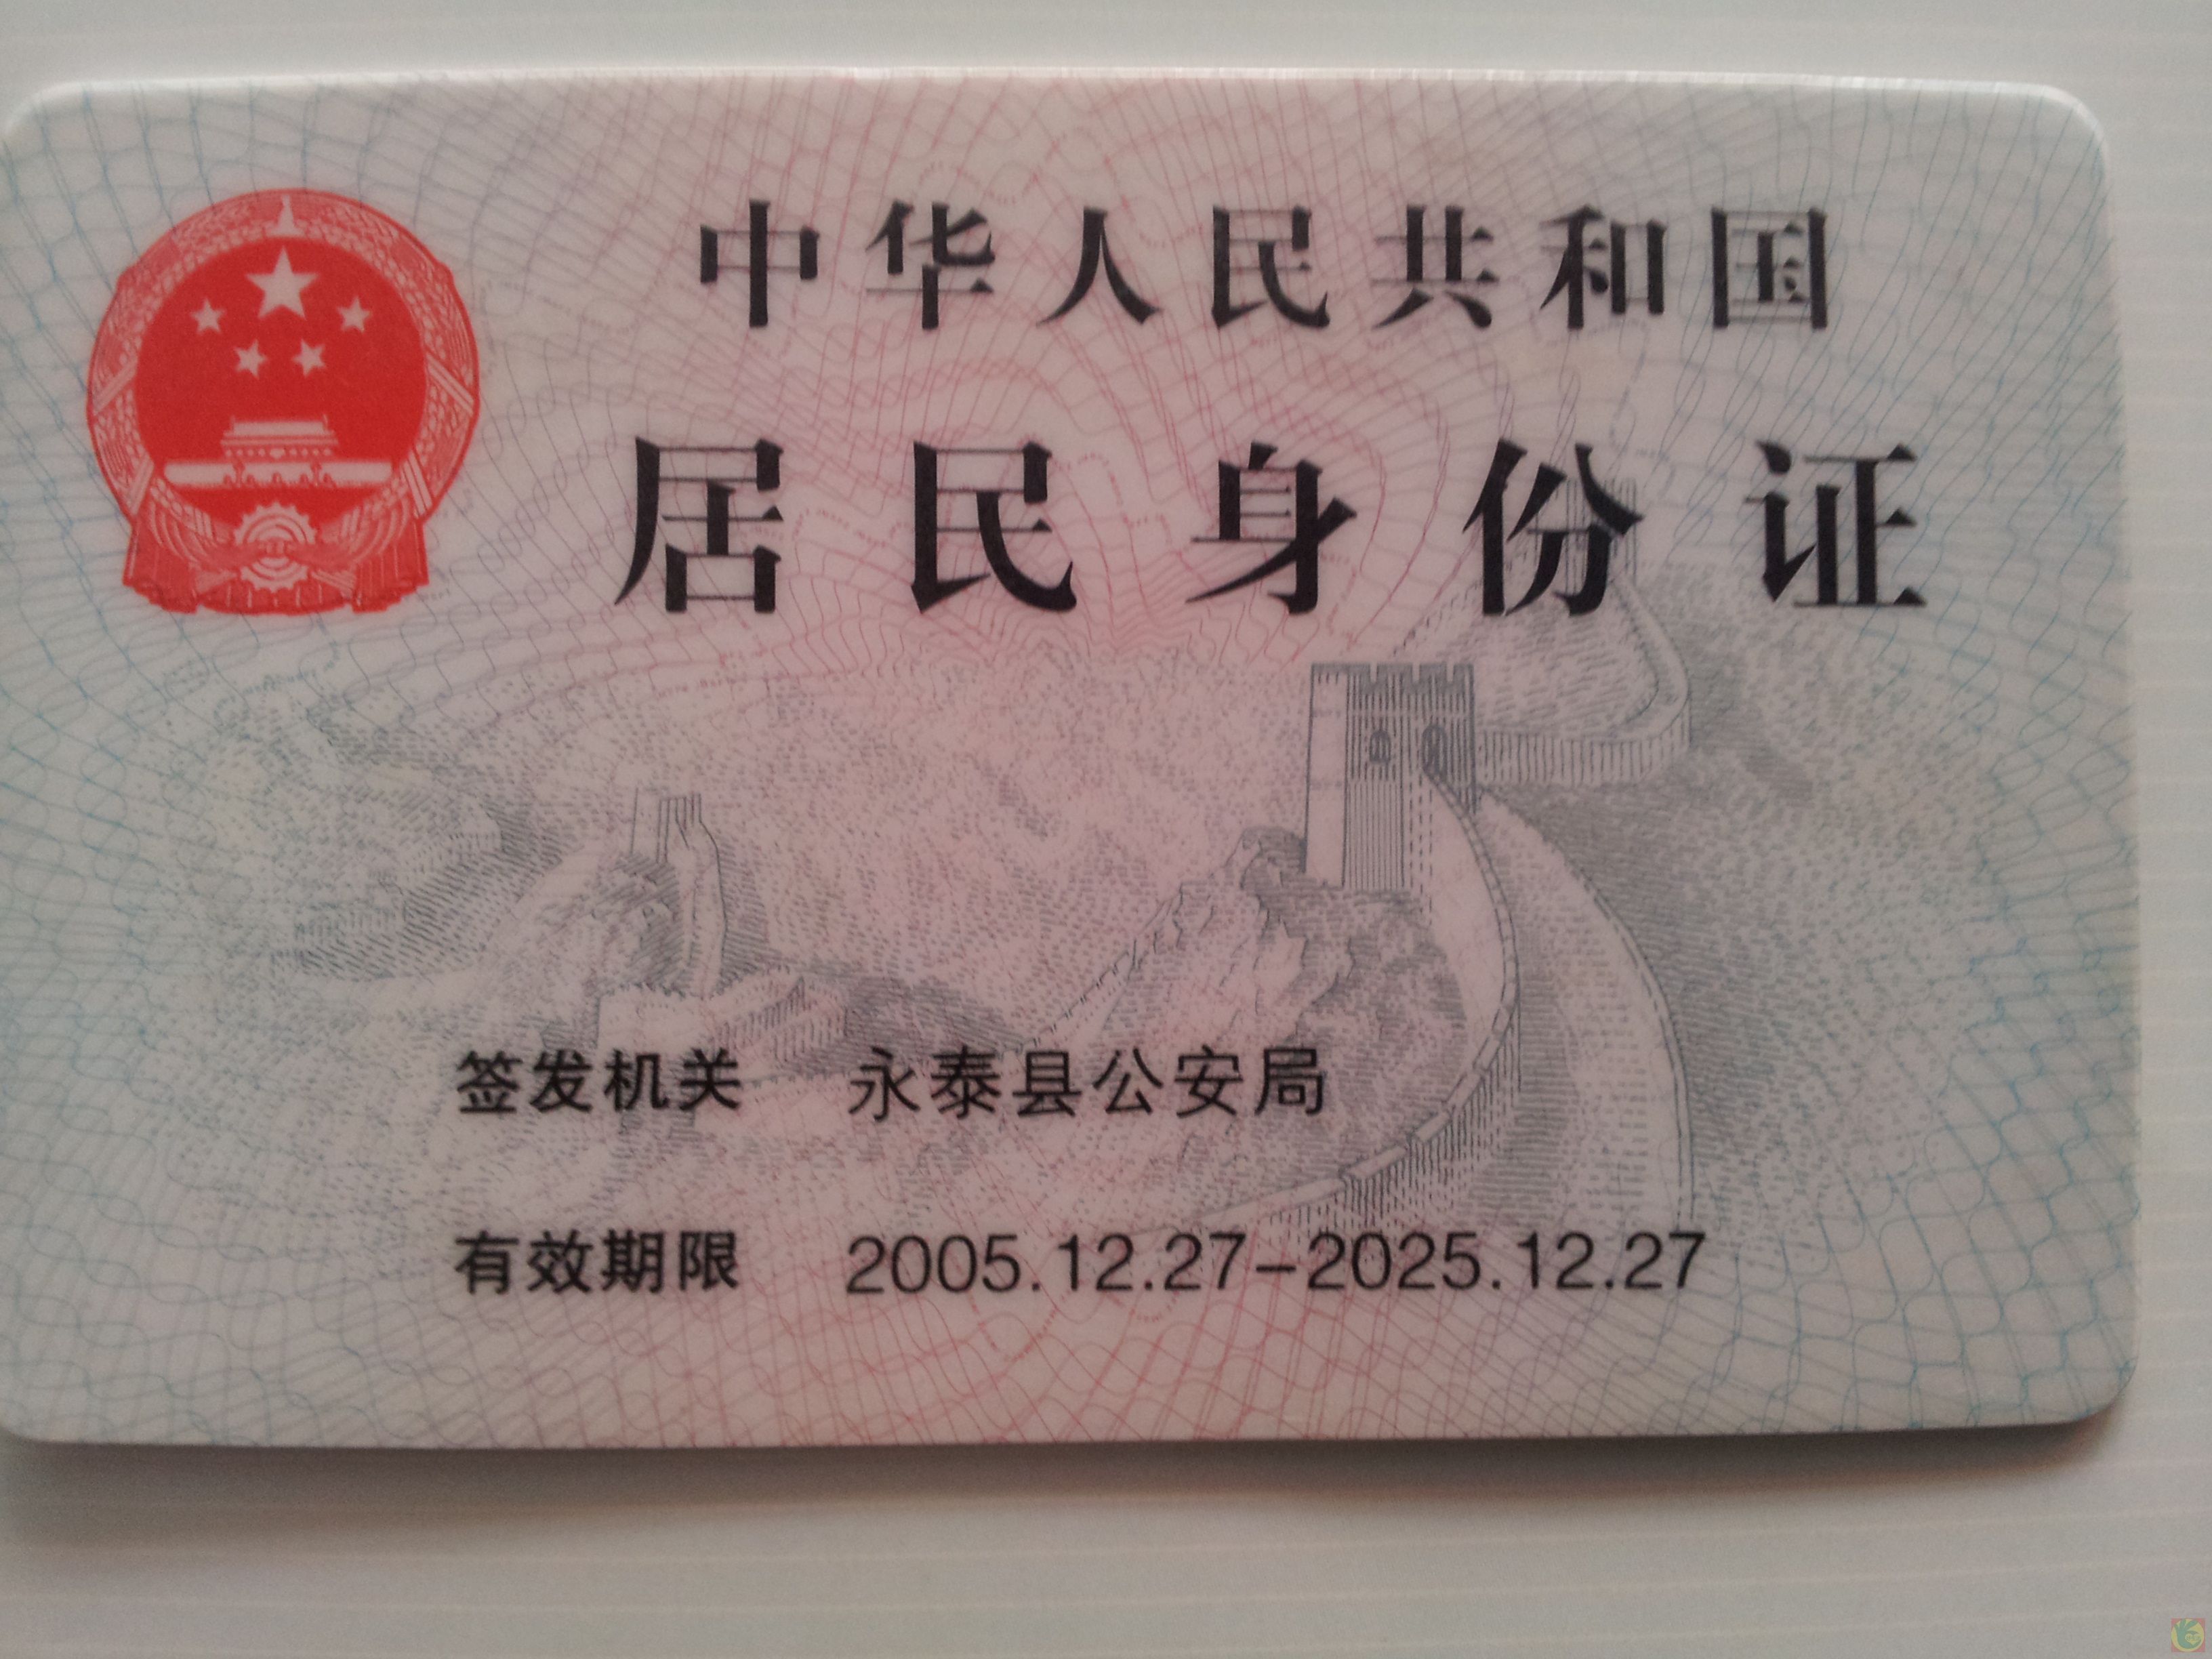 中华人民共和国
居民身份证
签发机关 永泰县公安局
有效期限 2005.12.27-2025.12.27